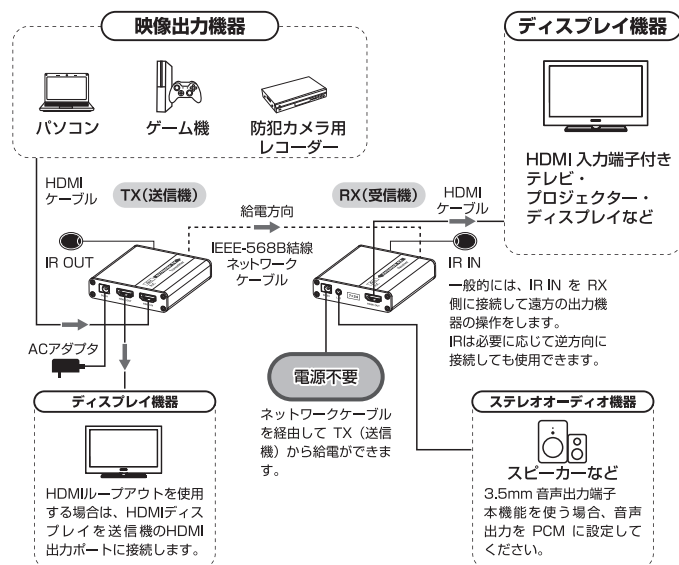 映像出力機器
パソコン
ゲーム機
防犯カメラ用
レコーダー
ディスプレイ機器
HDMI 入力端子付き
テレビ・
プロジェクター・
ディスプレイなど
HDMI
ケーブル
TX(送信機)
給電方向
RX(受信機)
HDMI
ケーブル
IR OUT
IEEE-568B結線
ネットワーク
ケーブル
IR IN
一般的には、IR IN を RX
側に接続して遠方の出力機
器の操作をします。
IRは必要に応じて逆方向に
接続しても使用できます。
ACアダプタ
電源不要
ネットワークケーブル
を経由して TX(送信
機)から給電ができま
す。
ディスプレイ機器
HDMIループアウトを使用
する場合は、HDMIディス
プレイを送信機のHDMI
出力ポートに接続します。
ステレオオーディオ機器
スピーカーなど
3.5mm 音声出力端子
本機能を使う場合、音声
出力を PCM に設定して
ください。